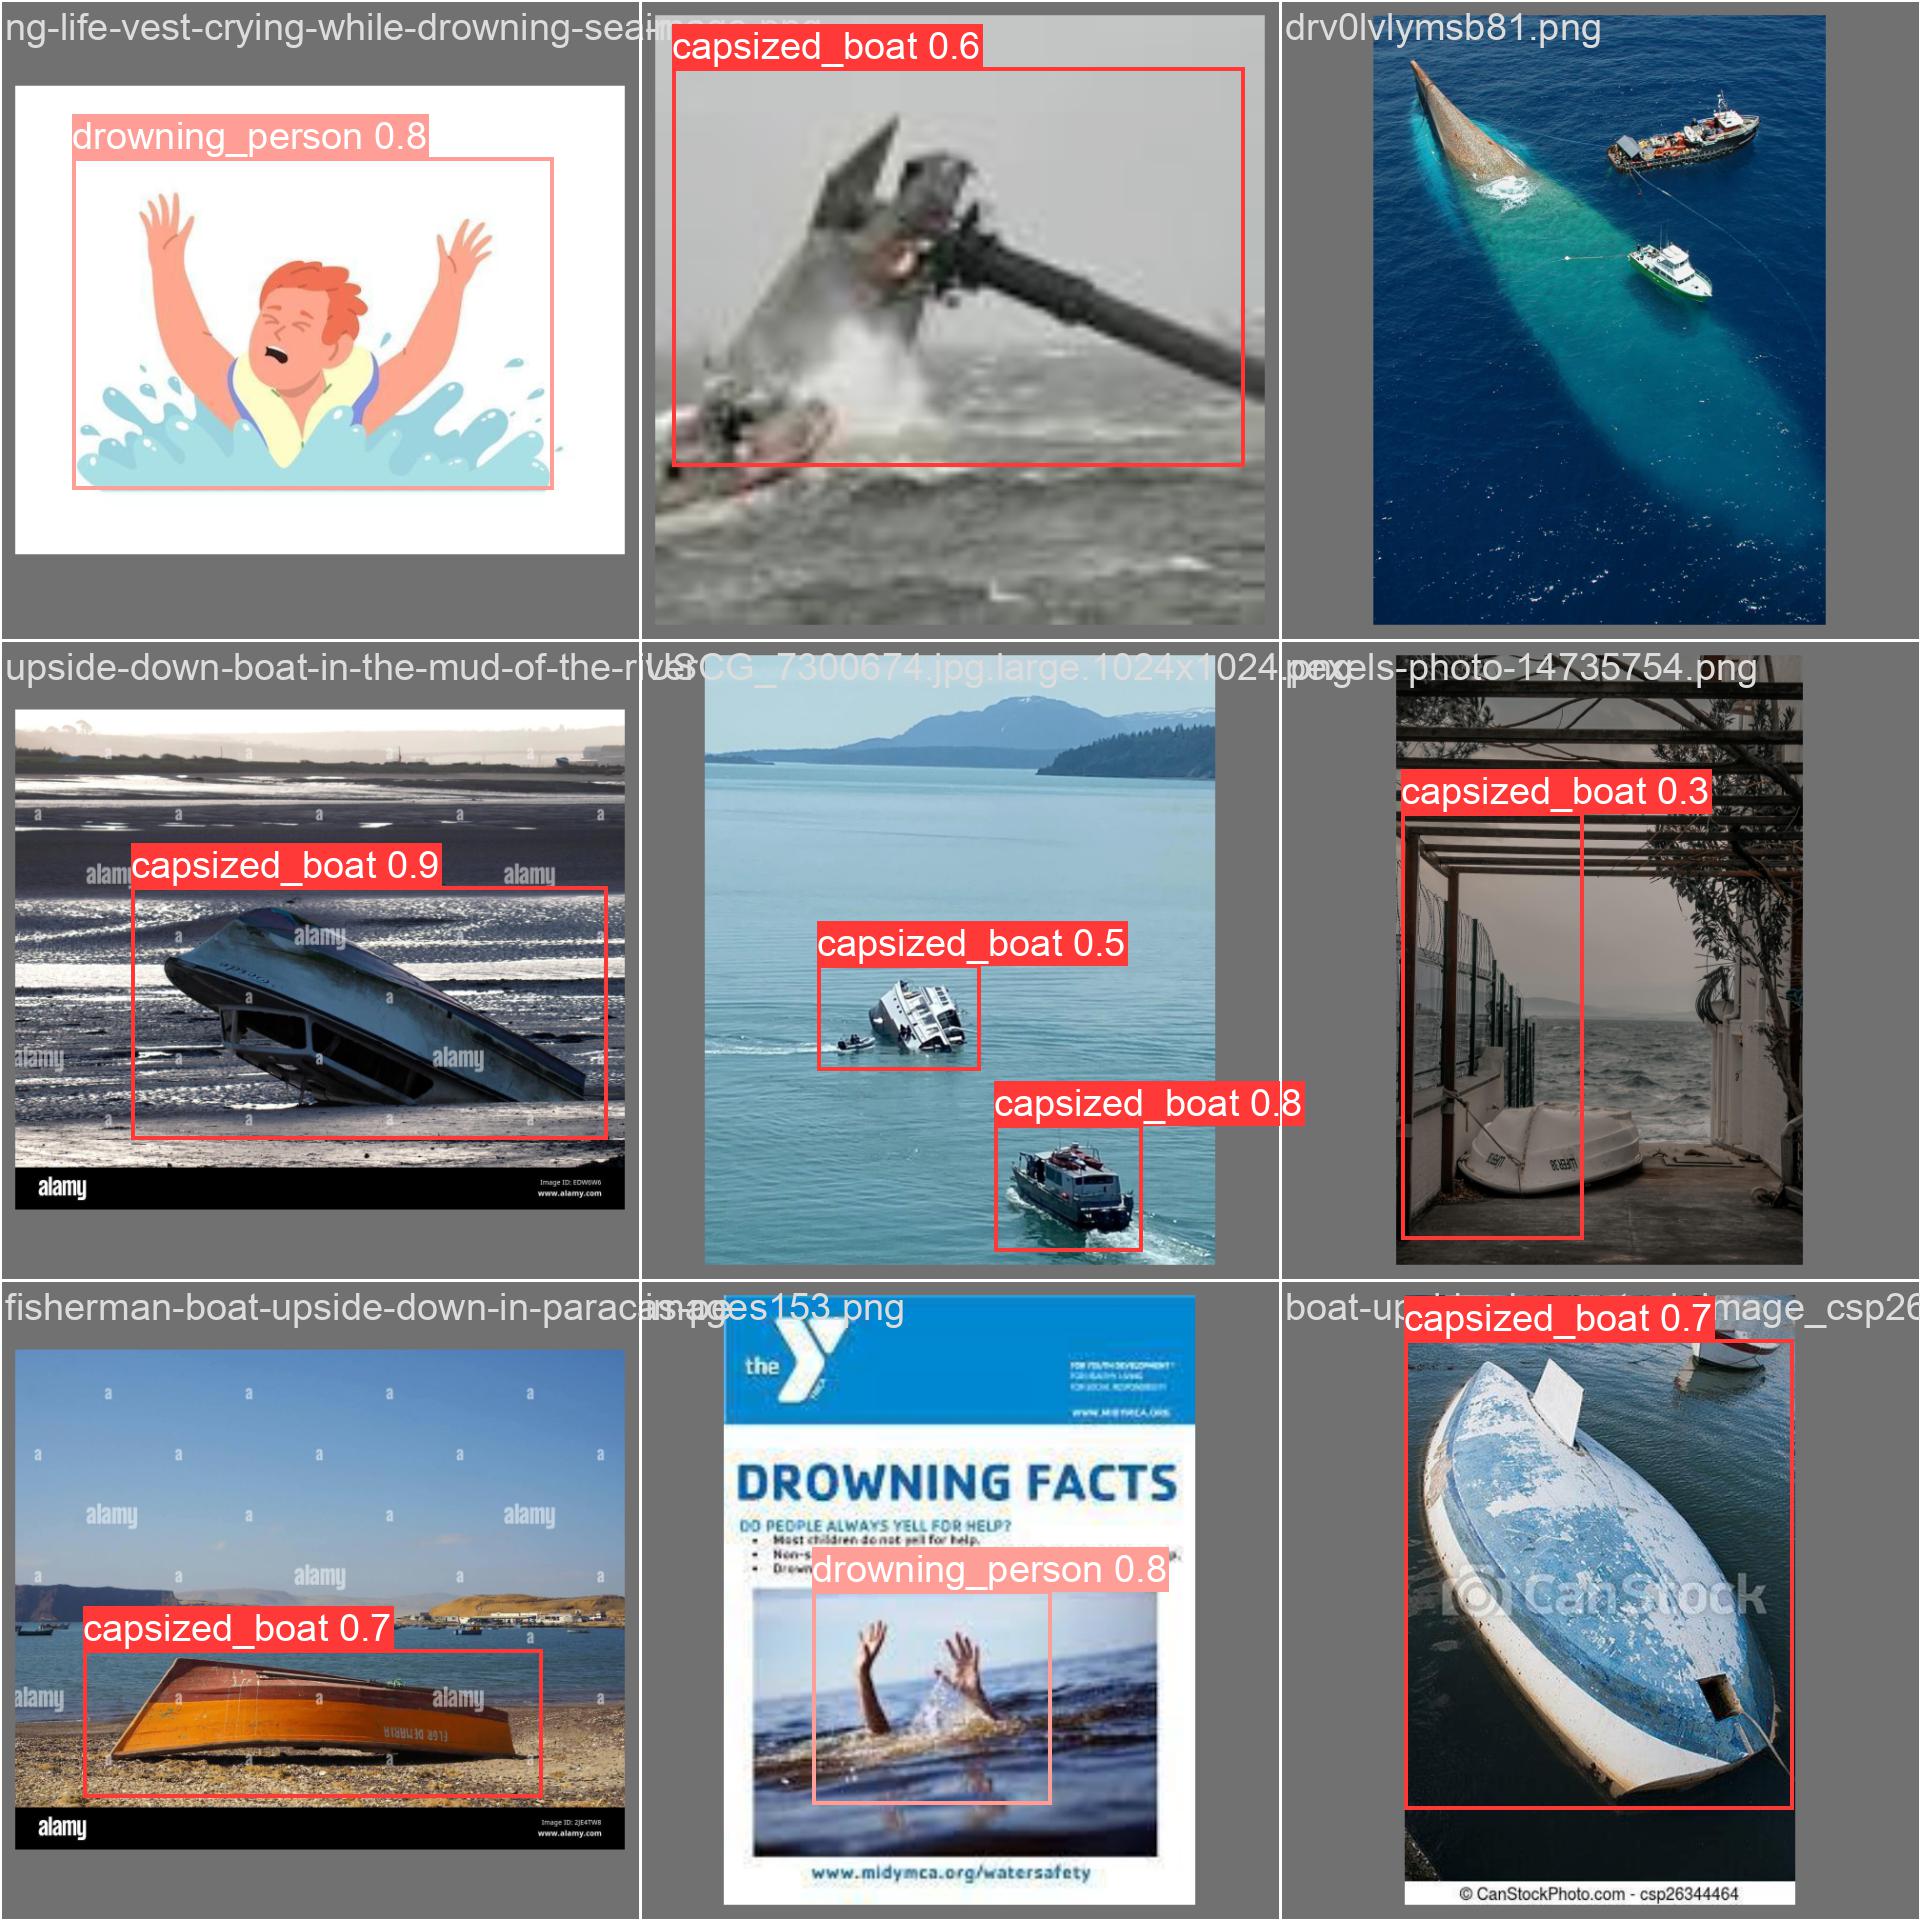 ng-life-vest-crying-while-drowning-sea-
drowning_person 0.8
image.png
capsized_boat 0.6
drv0lvlymsb81.png
upside-down-boat-in-the-mud-of-the-river
capsized_boat 0.9
alamy
alamy
alamy
alamy
alamy
alamy
Image ID: EDW6W6
www.alamy.com
USCG_7300674.jpg.large.1024x1024.png
capsized_boat 0.5
capsized_boat 0.8
pexels-photo-14735754.png
capsized_boat 0.3
fisherman-boat-upside-down-in-paracas-pe
capsized_boat 0.7
alamy
alamy
alamy
alamy
alamy
FLOR DE MARIA
alamy
Image ID: 2JE4TW8
www.alamy.com
images153.png
the Y
FOR YOUTH DEVELOPMENT
FOR HEALTHY LIVING
FOR SOCIAL RESPONSIBILITY
WWW.MIDYMCA.ORG
DROWNING FACTS
DO PEOPLE ALWAYS YELL FOR HELP?
• Most children do not yell for help.
• Non-s
• Drown
drowning_person 0.8
www.midymca.org/watersafety
boat-up
mage_csp26
capsized_boat 0.7
CanStock
© CanStockPhoto.com - csp26344464